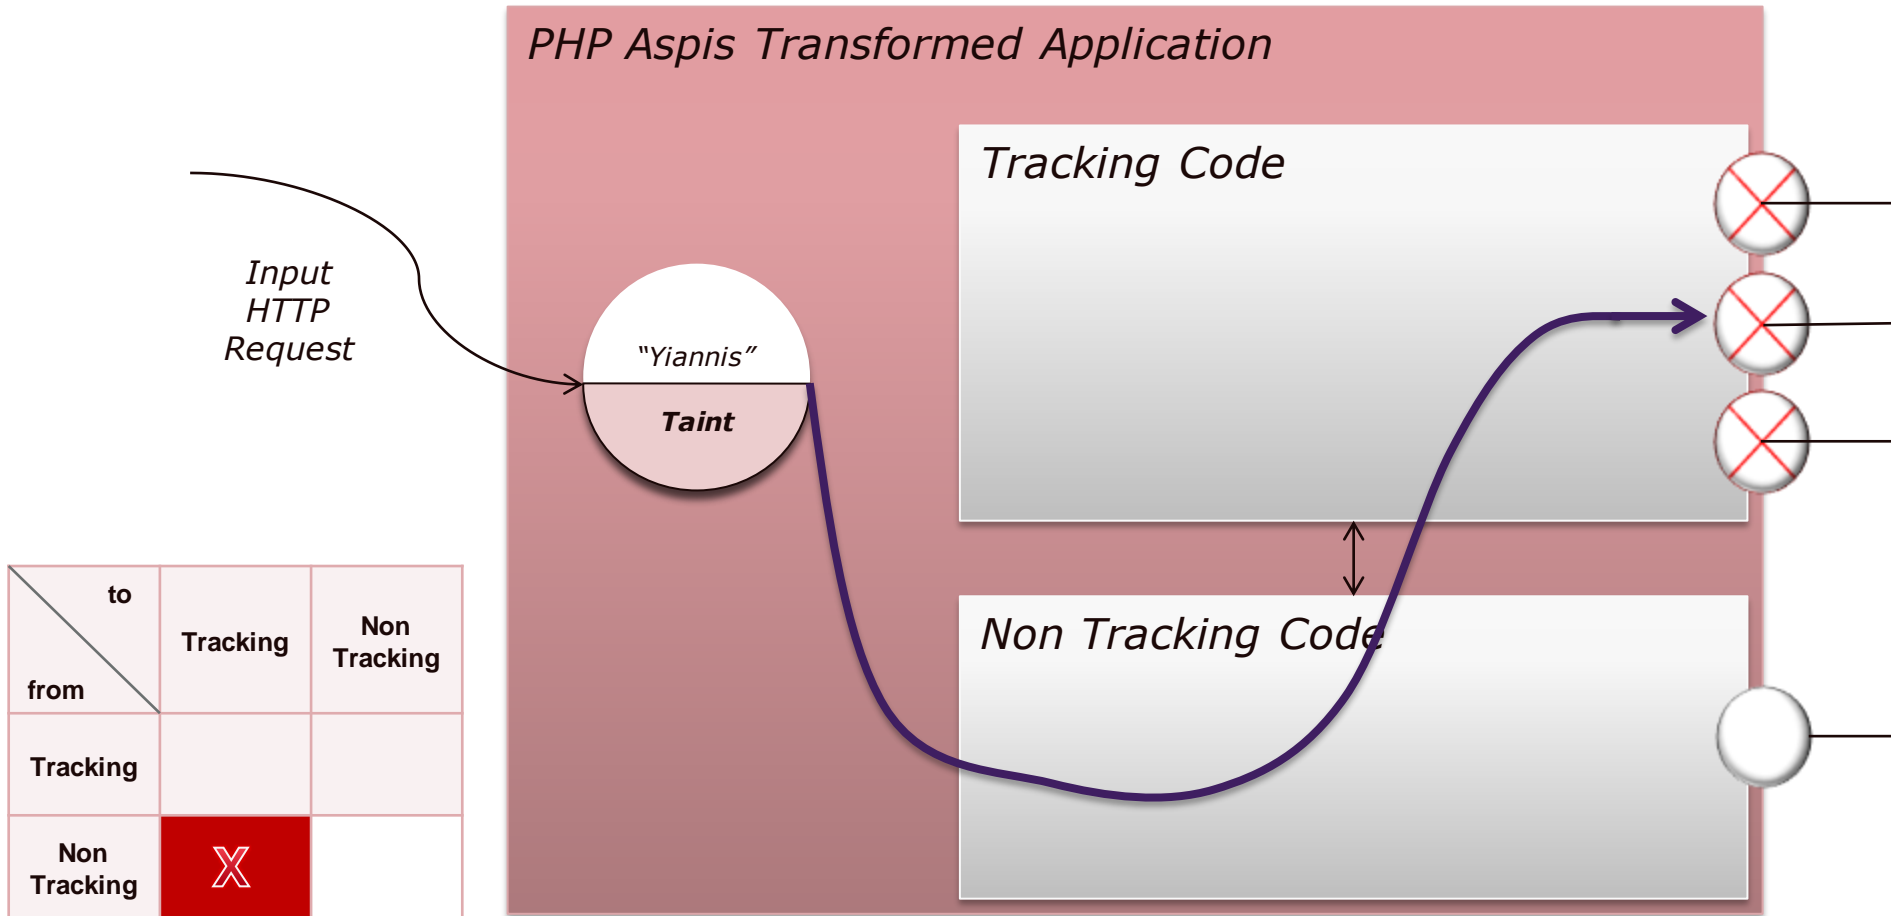 PHP Aspis Transformed Application
Tracking Code
Input
HTTP
Request
“Yiannis”
Taint
Non Tracking Code
to
from
Tracking
Non
Tracking
Tracking
Non
Tracking
X